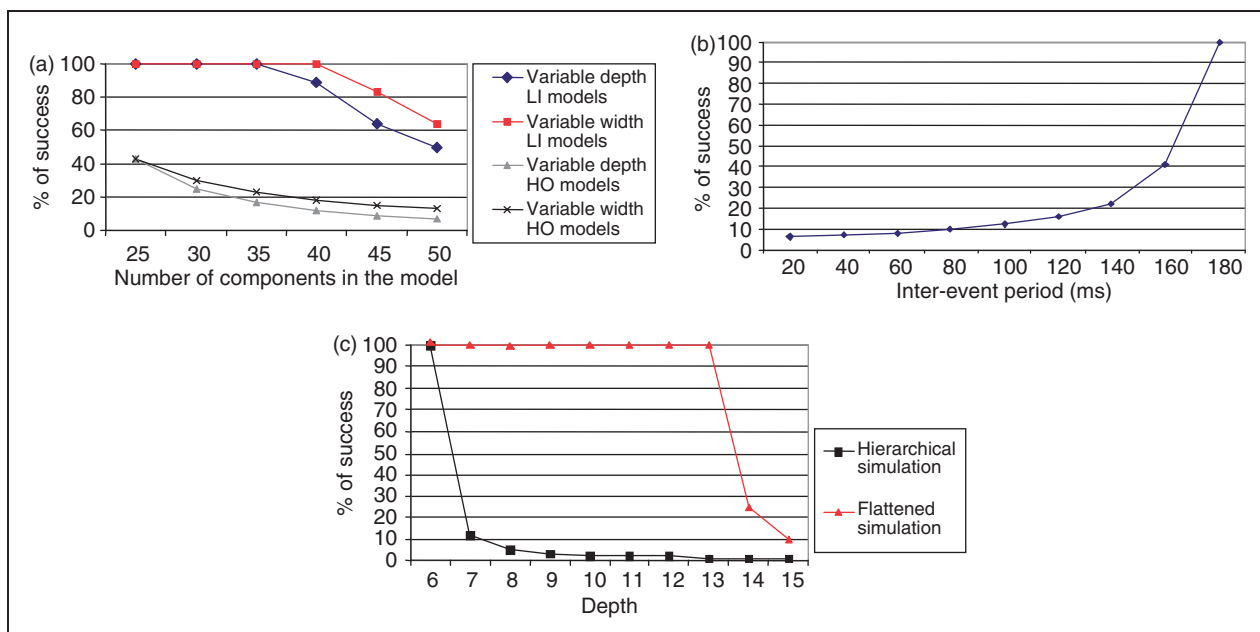 (a)
100
80
60
40
20
0
% of success
25 30 35 40 45 50
Number of components in the model
Variable depth
LI models
Variable width
LI models
Variable depth
HO models
Variable width
HO models
(b)
100
90
80
70
60
50
40
30
20
10
0
% of success
20 40 60 80 100 120 140 160 180
Inter-event period (ms)
(c)
100
90
80
70
60
50
40
30
20
10
0
% of success
6 7 8 9 10 11 12 13 14 15
Depth
Hierarchical
simulation
Flattened
simulation